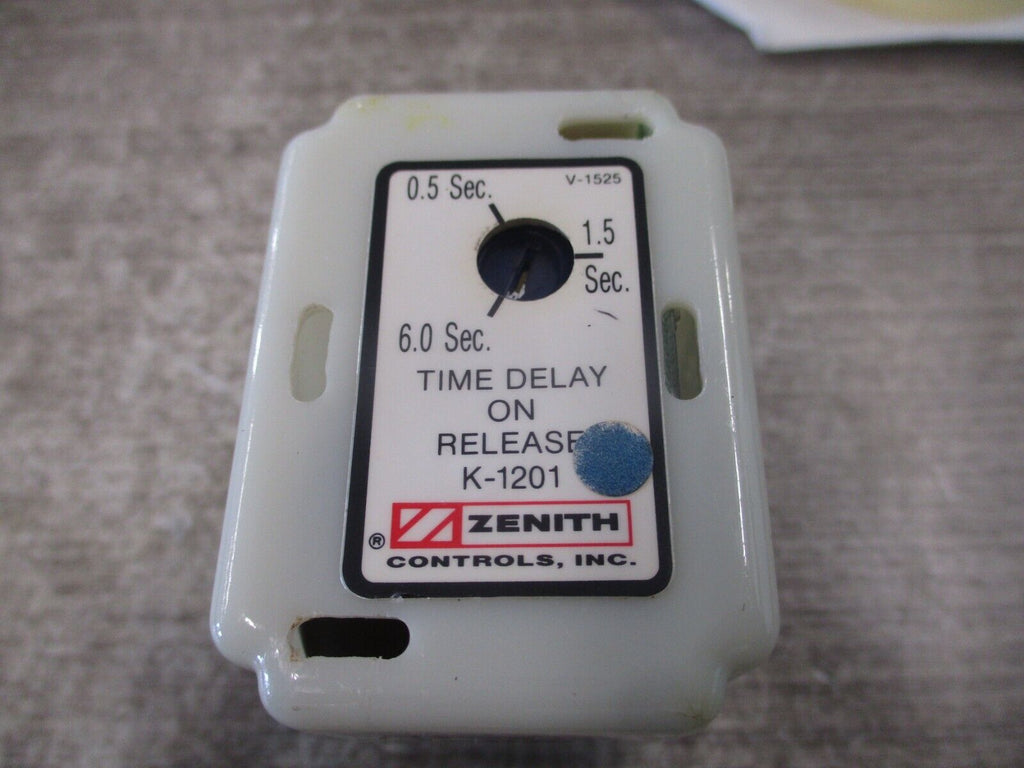 0.5 Sec.
V-1525
1.5
Sec.
6.0 Sec.
TIME DELAY
ON
RELEASE
K-1201
ZENITH
® CONTROLS, INC.